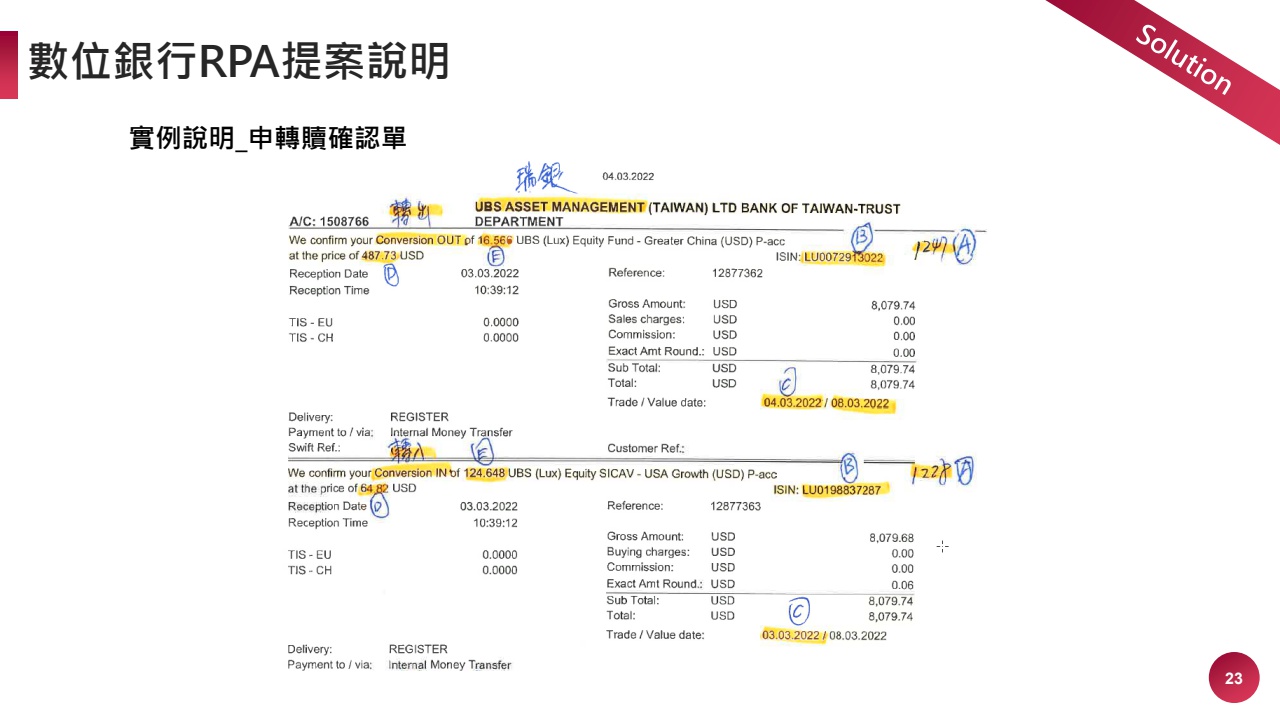 Solution
數位銀行RPA提案說明
實例說明_申轉贖確認單
瑞銀
04.03.2022
轉出
UBS ASSET MANAGEMENT (TAIWAN) LTD BANK OF TAIWAN-TRUST
A/C: 1508766 DEPARTMENT
We confirm your Conversion OUT of 16.566 UBS (Lux) Equity Fund - Greater China (USD) P-acc B 1247 A
at the price of 487.73 USD E ISIN: LU0072913022
Reception Date D 03.03.2022 Reference: 12877362
Reception Time 10:39:12
Gross Amount: USD 8,079.74
TIS - EU 0.0000 Sales charges: USD 0.00
TIS - CH 0.0000 Commission: USD 0.00
Exact Amt Round.: USD 0.00
Sub Total: USD 8,079.74
Total: USD C 8,079.74
Trade / Value date: 04.03.2022 / 08.03.2022
Delivery: REGISTER
Payment to / via: Internal Money Transfer
Swift Ref.: 轉入 E Customer Ref.:
We confirm your Conversion IN of 124.648 UBS (Lux) Equity SICAV - USA Growth (USD) P-acc B 1228 A
at the price of 64.82 USD ISIN: LU0198837287
Reception Date D 03.03.2022 Reference: 12877363
Reception Time 10:39:12
Gross Amount: USD 8,079.68
TIS - EU 0.0000 Buying charges: USD 0.00
TIS - CH 0.0000 Commission: USD 0.00
Exact Amt Round.: USD 0.06
Sub Total: USD C 8,079.74
Total: USD 8,079.74
Trade / Value date: 03.03.2022 / 08.03.2022
Delivery: REGISTER
Payment to / via: Internal Money Transfer
23